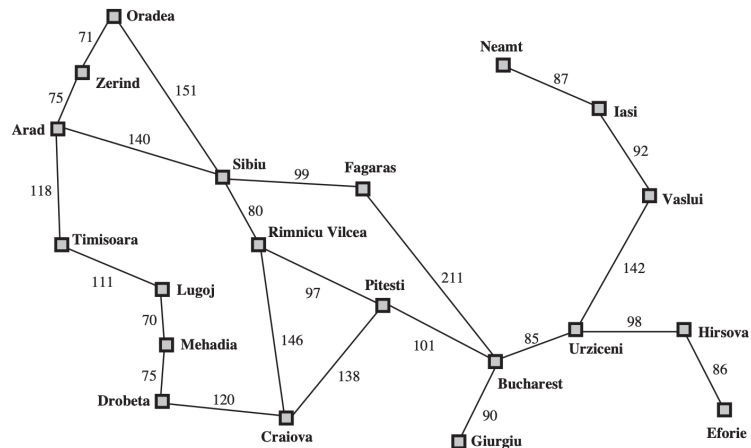 Oradea
71
Neamt
Zerind
87
151
75
Iasi
Arad
140
92
Sibiu
99
Fagaras
118
Vaslui
80
Rimnicu Vilcea
Timisoara
142
111
Pitesti
211
Lugoj
97
70
98
Hirsova
146
101
85
Mehadia
Urziceni
138
86
75
Bucharest
120
Drobeta
90
Craiova
Eforie
Giurgiu